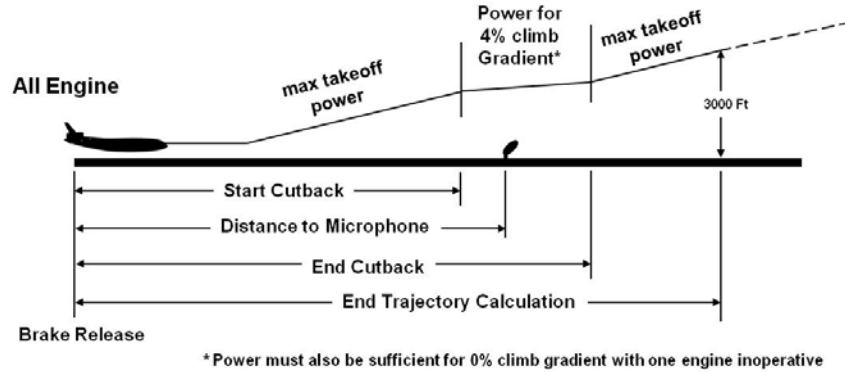 Power for
4% climb
Gradient*
max takeoff
power
max takeoff
power
All Engine
3000 Ft
Start Cutback
Distance to Microphone
End Cutback
End Trajectory Calculation
Brake Release
* Power must also be sufficient for 0% climb gradient with one engine inoperative